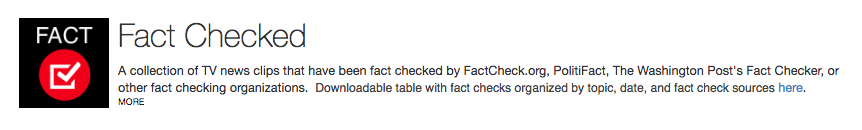 FACT
Fact Checked
A collection of TV news clips that have been fact checked by FactCheck.org, PolitiFact, The Washington Post's Fact Checker, or
other fact checking organizations.  Downloadable table with fact checks organized by topic, date, and fact check sources here.
MORE